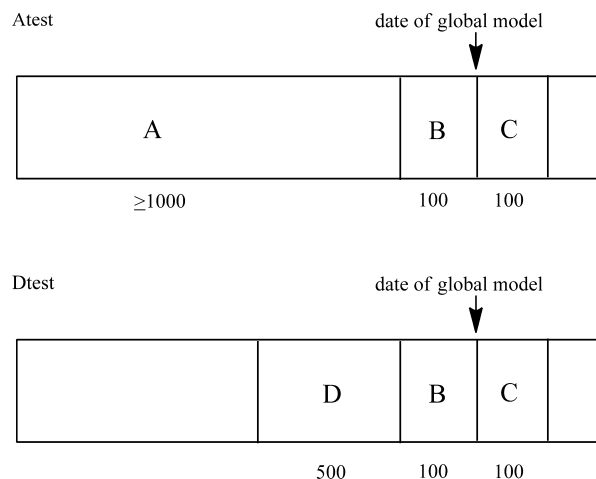 Atest
date of global model
A B C
≥1000 100 100
Dtest
date of global model
D B C
500 100 100